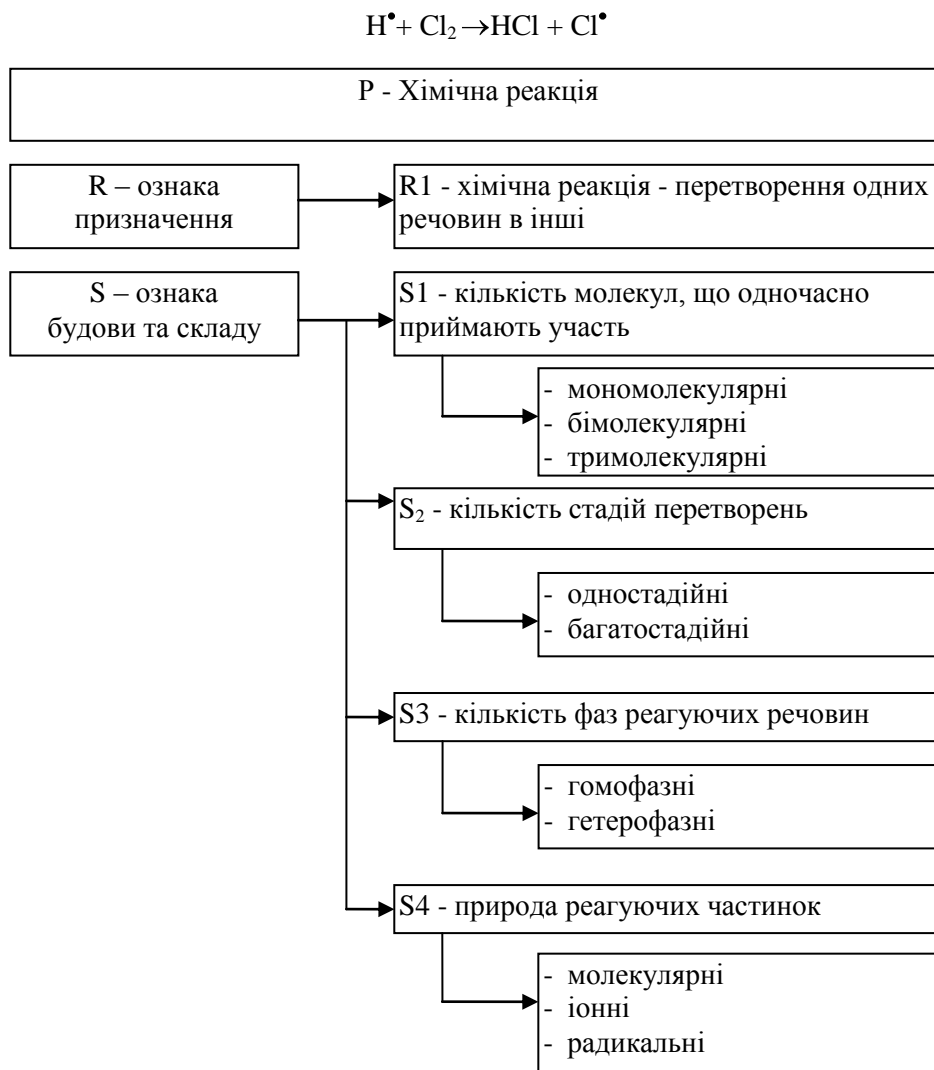 H•+ Cl₂→HCl + Cl•
P - Хімічна реакція
R – ознака
призначення
R1 - хімічна реакція - перетворення одних
речовин в інші
S – ознака
будови та складу
S1 - кількість молекул, що одночасно
приймають участь
- мономолекулярні
- бімолекулярні
- тримолекулярні
S₂ - кількість стадій перетворень
- одностадійні
- багатостадійні
S3 - кількість фаз реагуючих речовин
- гомофазні
- гетерофазні
S4 - природа реагуючих частинок
- молекулярні
- іонні
- радикальні